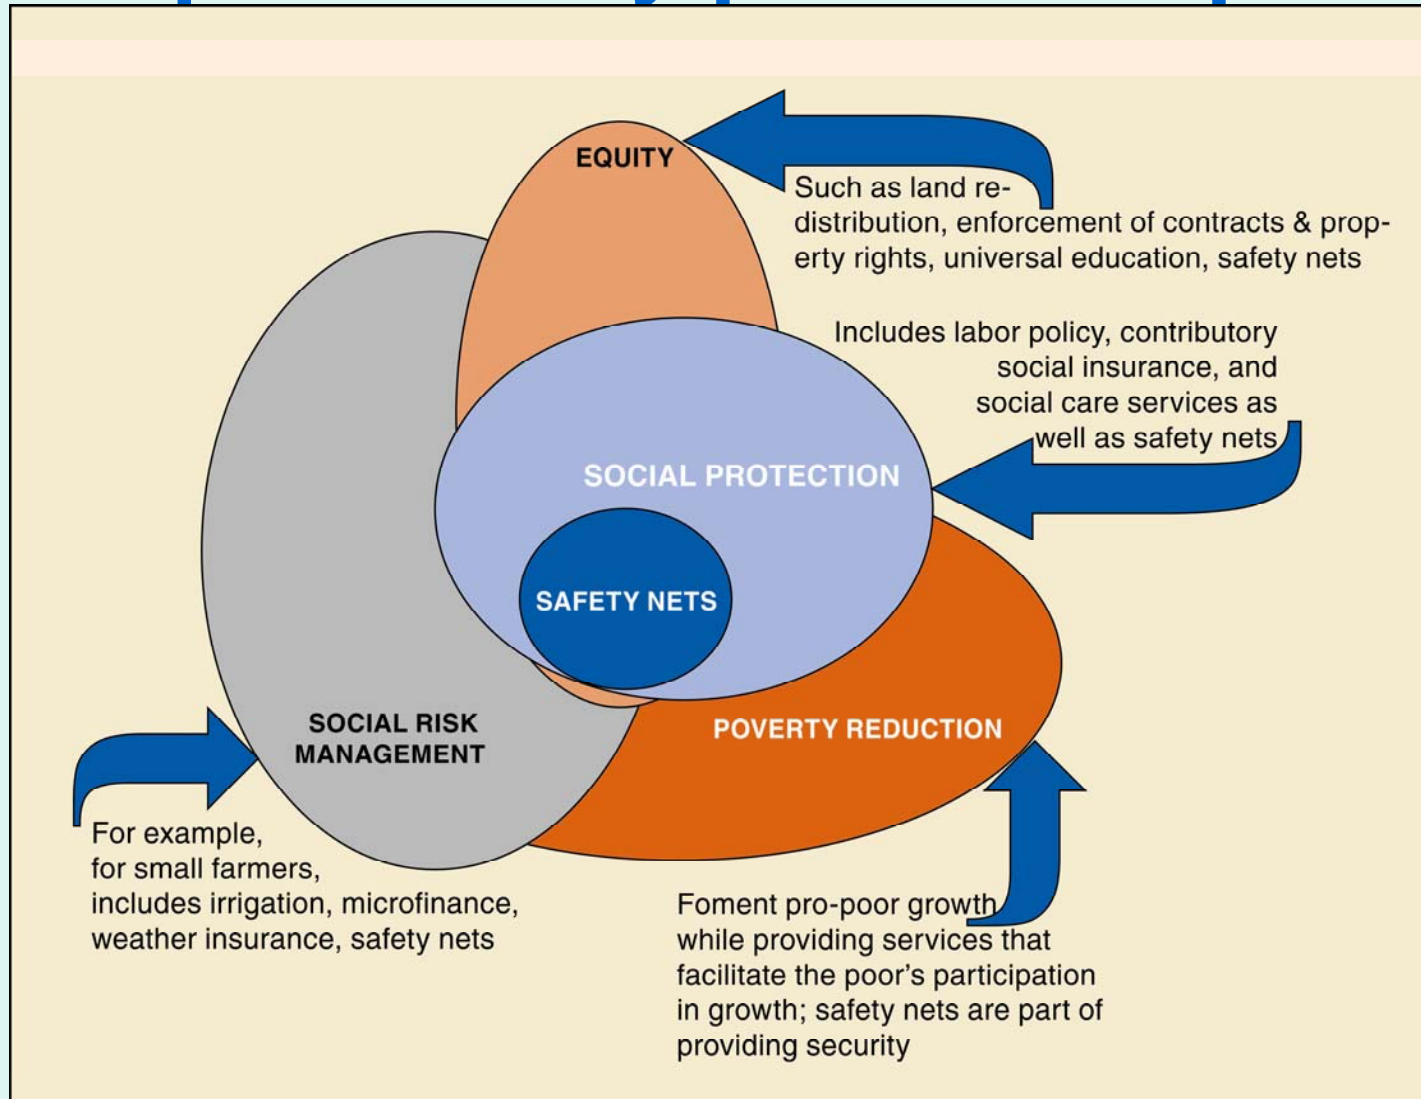 EQUITY
Such as land re-
distribution, enforcement of contracts & prop-
erty rights, universal education, safety nets
Includes labor policy, contributory
social insurance, and
social care services as
well as safety nets
SOCIAL PROTECTION
SAFETY NETS
SOCIAL RISK
MANAGEMENT
POVERTY REDUCTION
For example,
for small farmers,
includes irrigation, microfinance,
weather insurance, safety nets
Foment pro-poor growth
while providing services that
facilitate the poor's participation
in growth; safety nets are part of
providing security